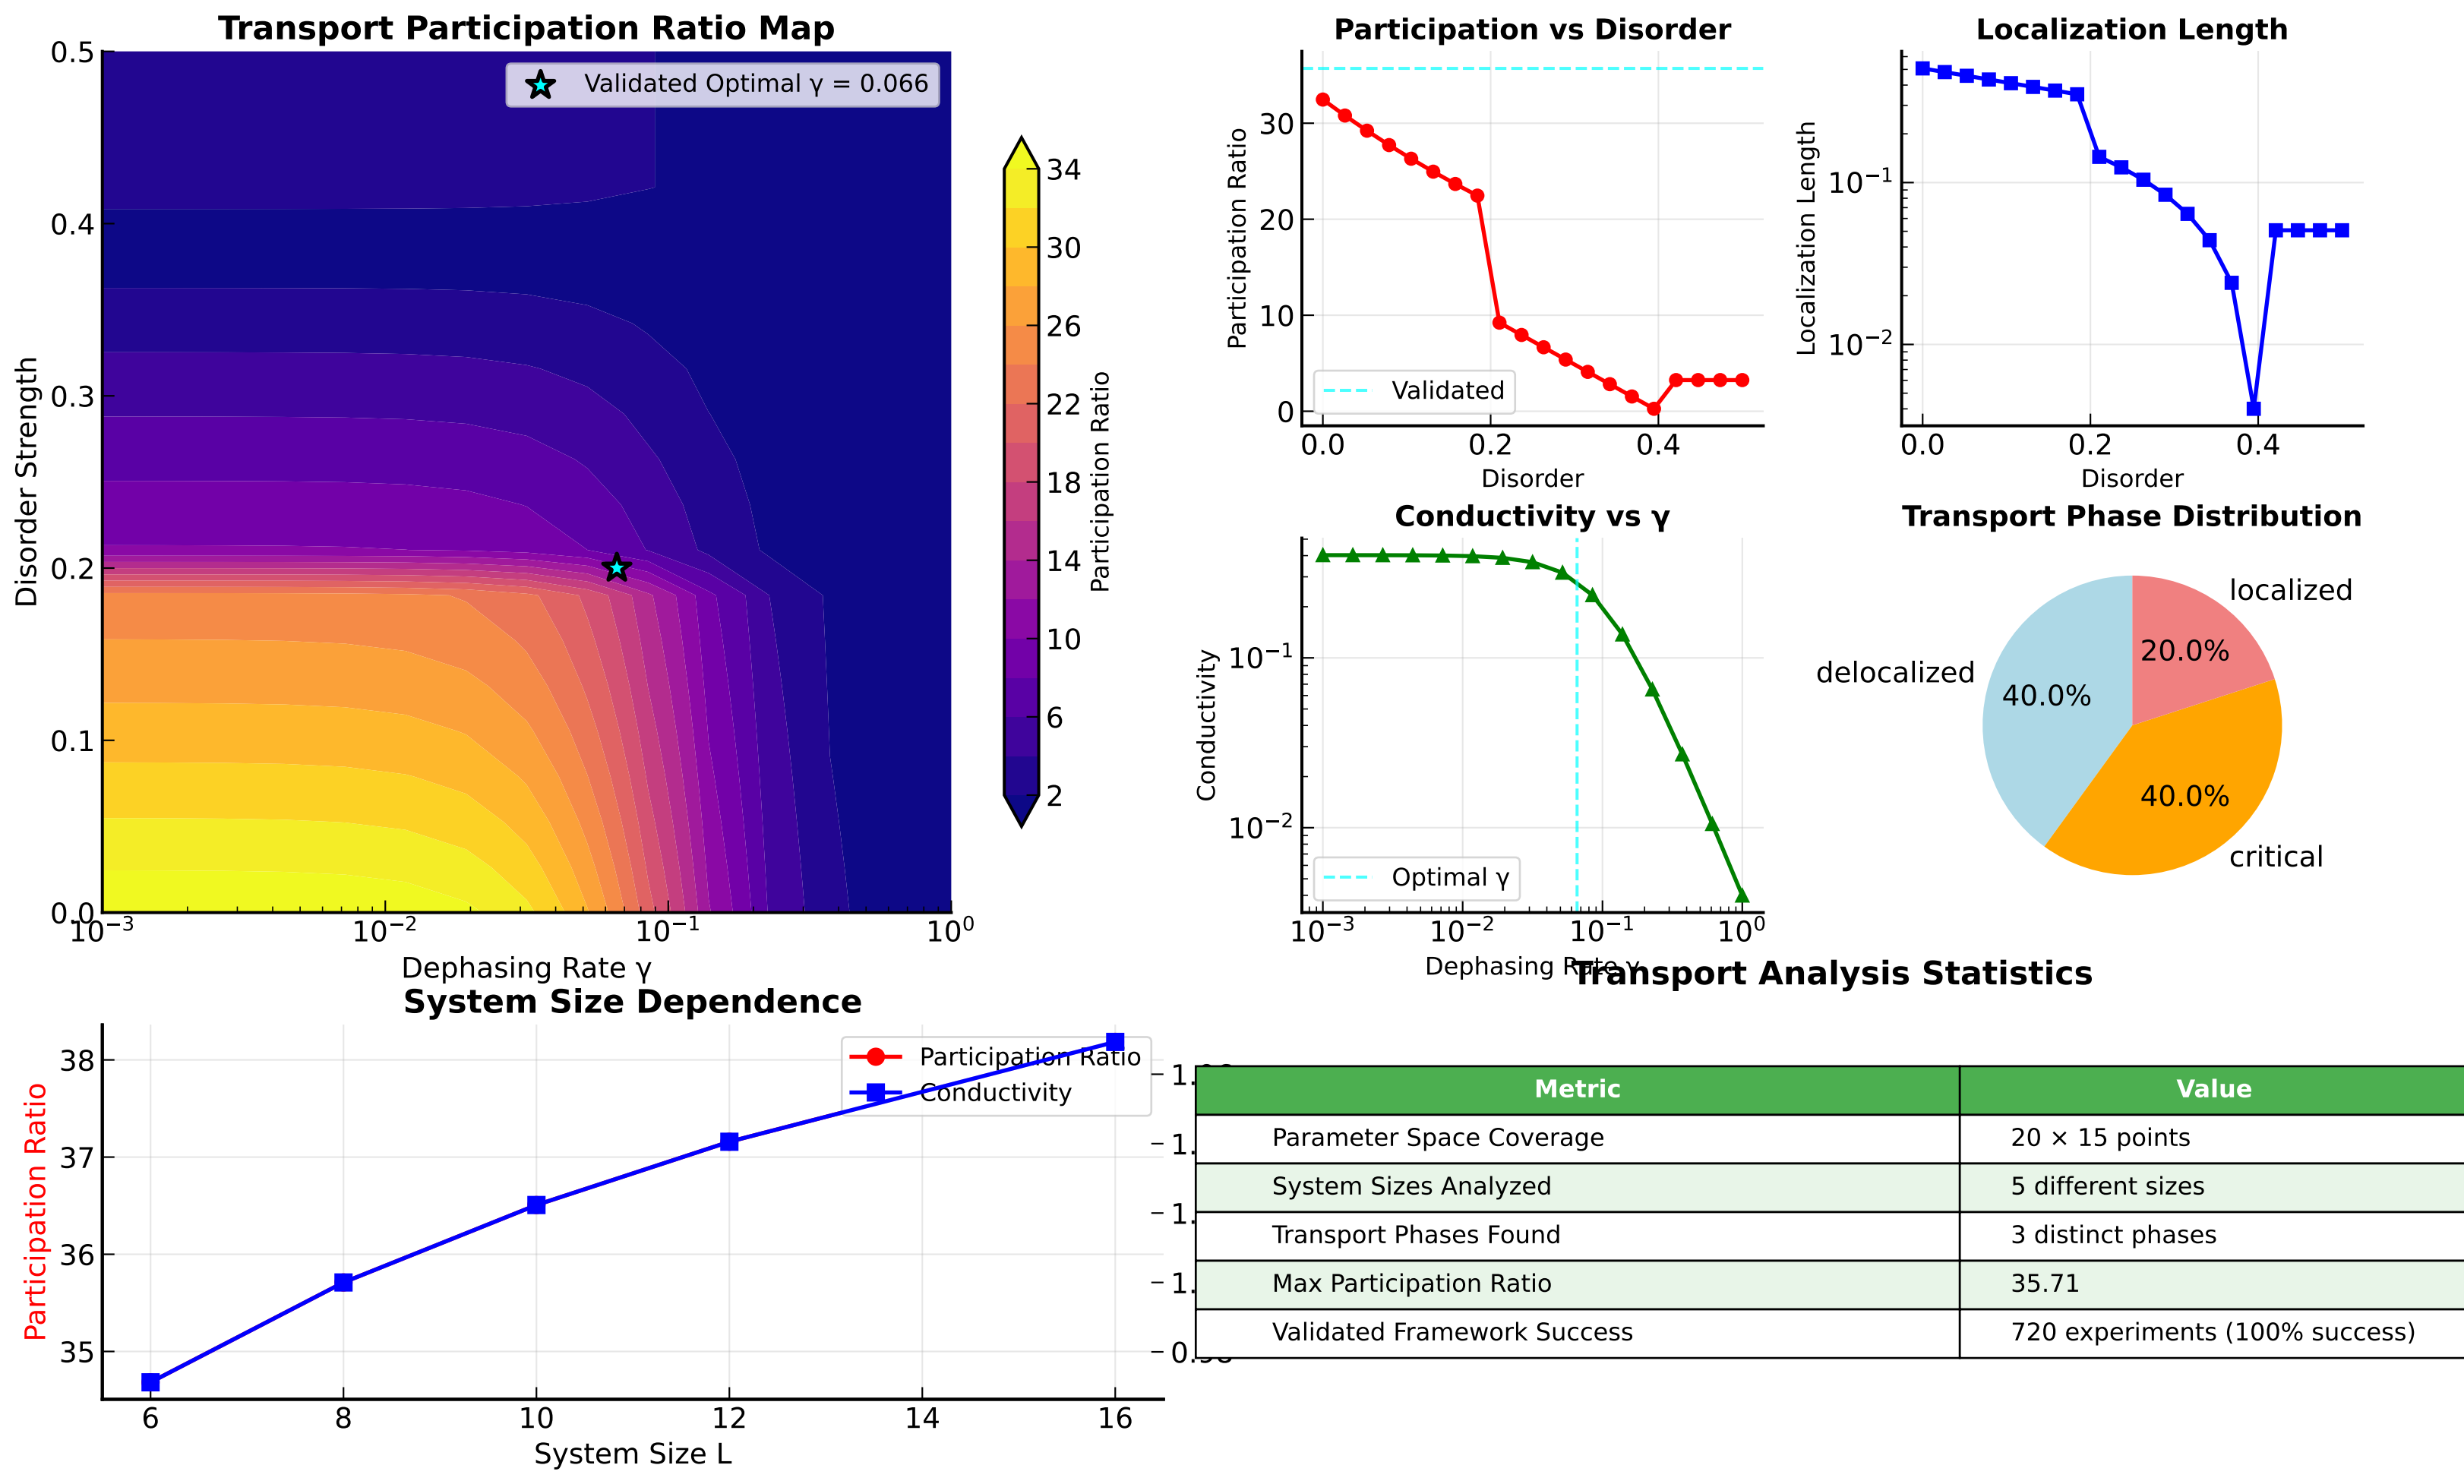 Transport Participation Ratio Map
Validated Optimal γ = 0.066
Disorder Strength
0.5
0.4
0.3
0.2
0.1
0.0
10⁻³
10⁻²
10⁻¹
10⁰
Dephasing Rate γ
34
30
26
22
18
14
10
6
2
Participation Ratio
Participation vs Disorder
Participation Ratio
30
20
10
0
Validated
0.0
0.2
0.4
Disorder
Localization Length
Localization Length
10⁻¹
10⁻²
0.0
0.2
0.4
Disorder
Conductivity vs γ
Conductivity
10⁻¹
10⁻²
Optimal γ
10⁻³
10⁻²
10⁻¹
10⁰
Dephasing Rate γ
Transport Phase Distribution
localized
20.0%
delocalized
40.0%
40.0%
critical
System Size Dependence
Participation Ratio
38
37
36
35
Participation Ratio
Conductivity
6
8
10
12
14
16
System Size L
Transport Analysis Statistics
Metric
Value
Parameter Space Coverage
20 × 15 points
System Sizes Analyzed
5 different sizes
Transport Phases Found
3 distinct phases
Max Participation Ratio
35.71
Validated Framework Success
720 experiments (100% success)